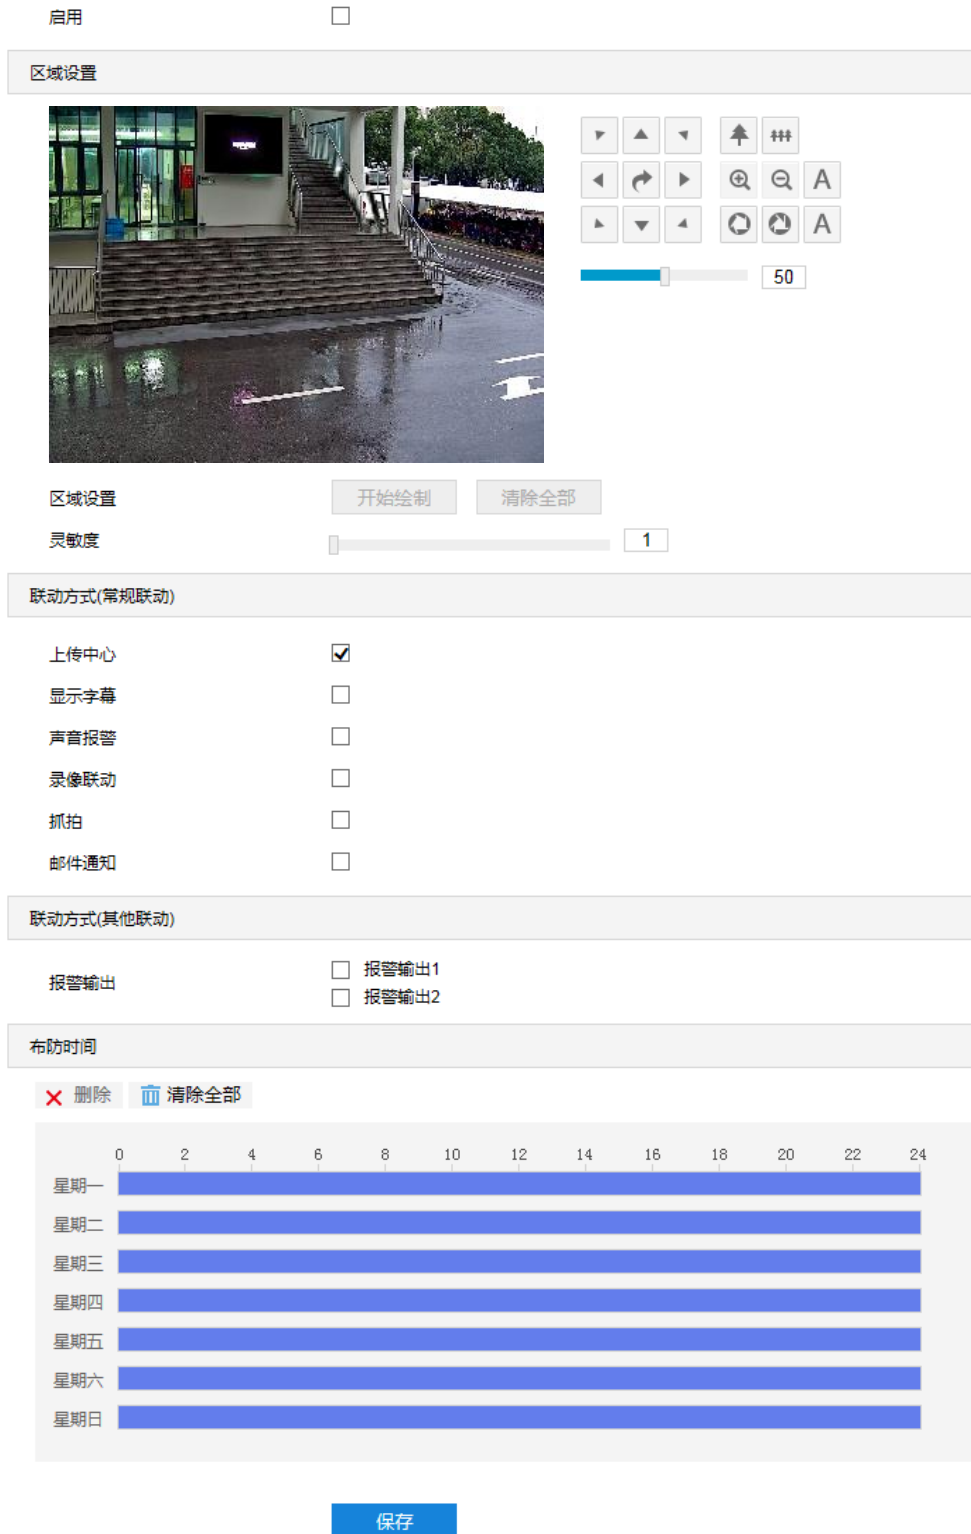 启用
区域设置
A
A
50
区域设置 开始绘制 清除全部
灵敏度 1
联动方式(常规联动)
上传中心
显示字幕
声音报警
录像联动
抓拍
邮件通知
联动方式(其他联动)
报警输出 报警输出1
报警输出2
布防时间
删除 清除全部
0 2 4 6 8 10 12 14 16 18 20 22 24
星期一
星期二
星期三
星期四
星期五
星期六
星期日
保存